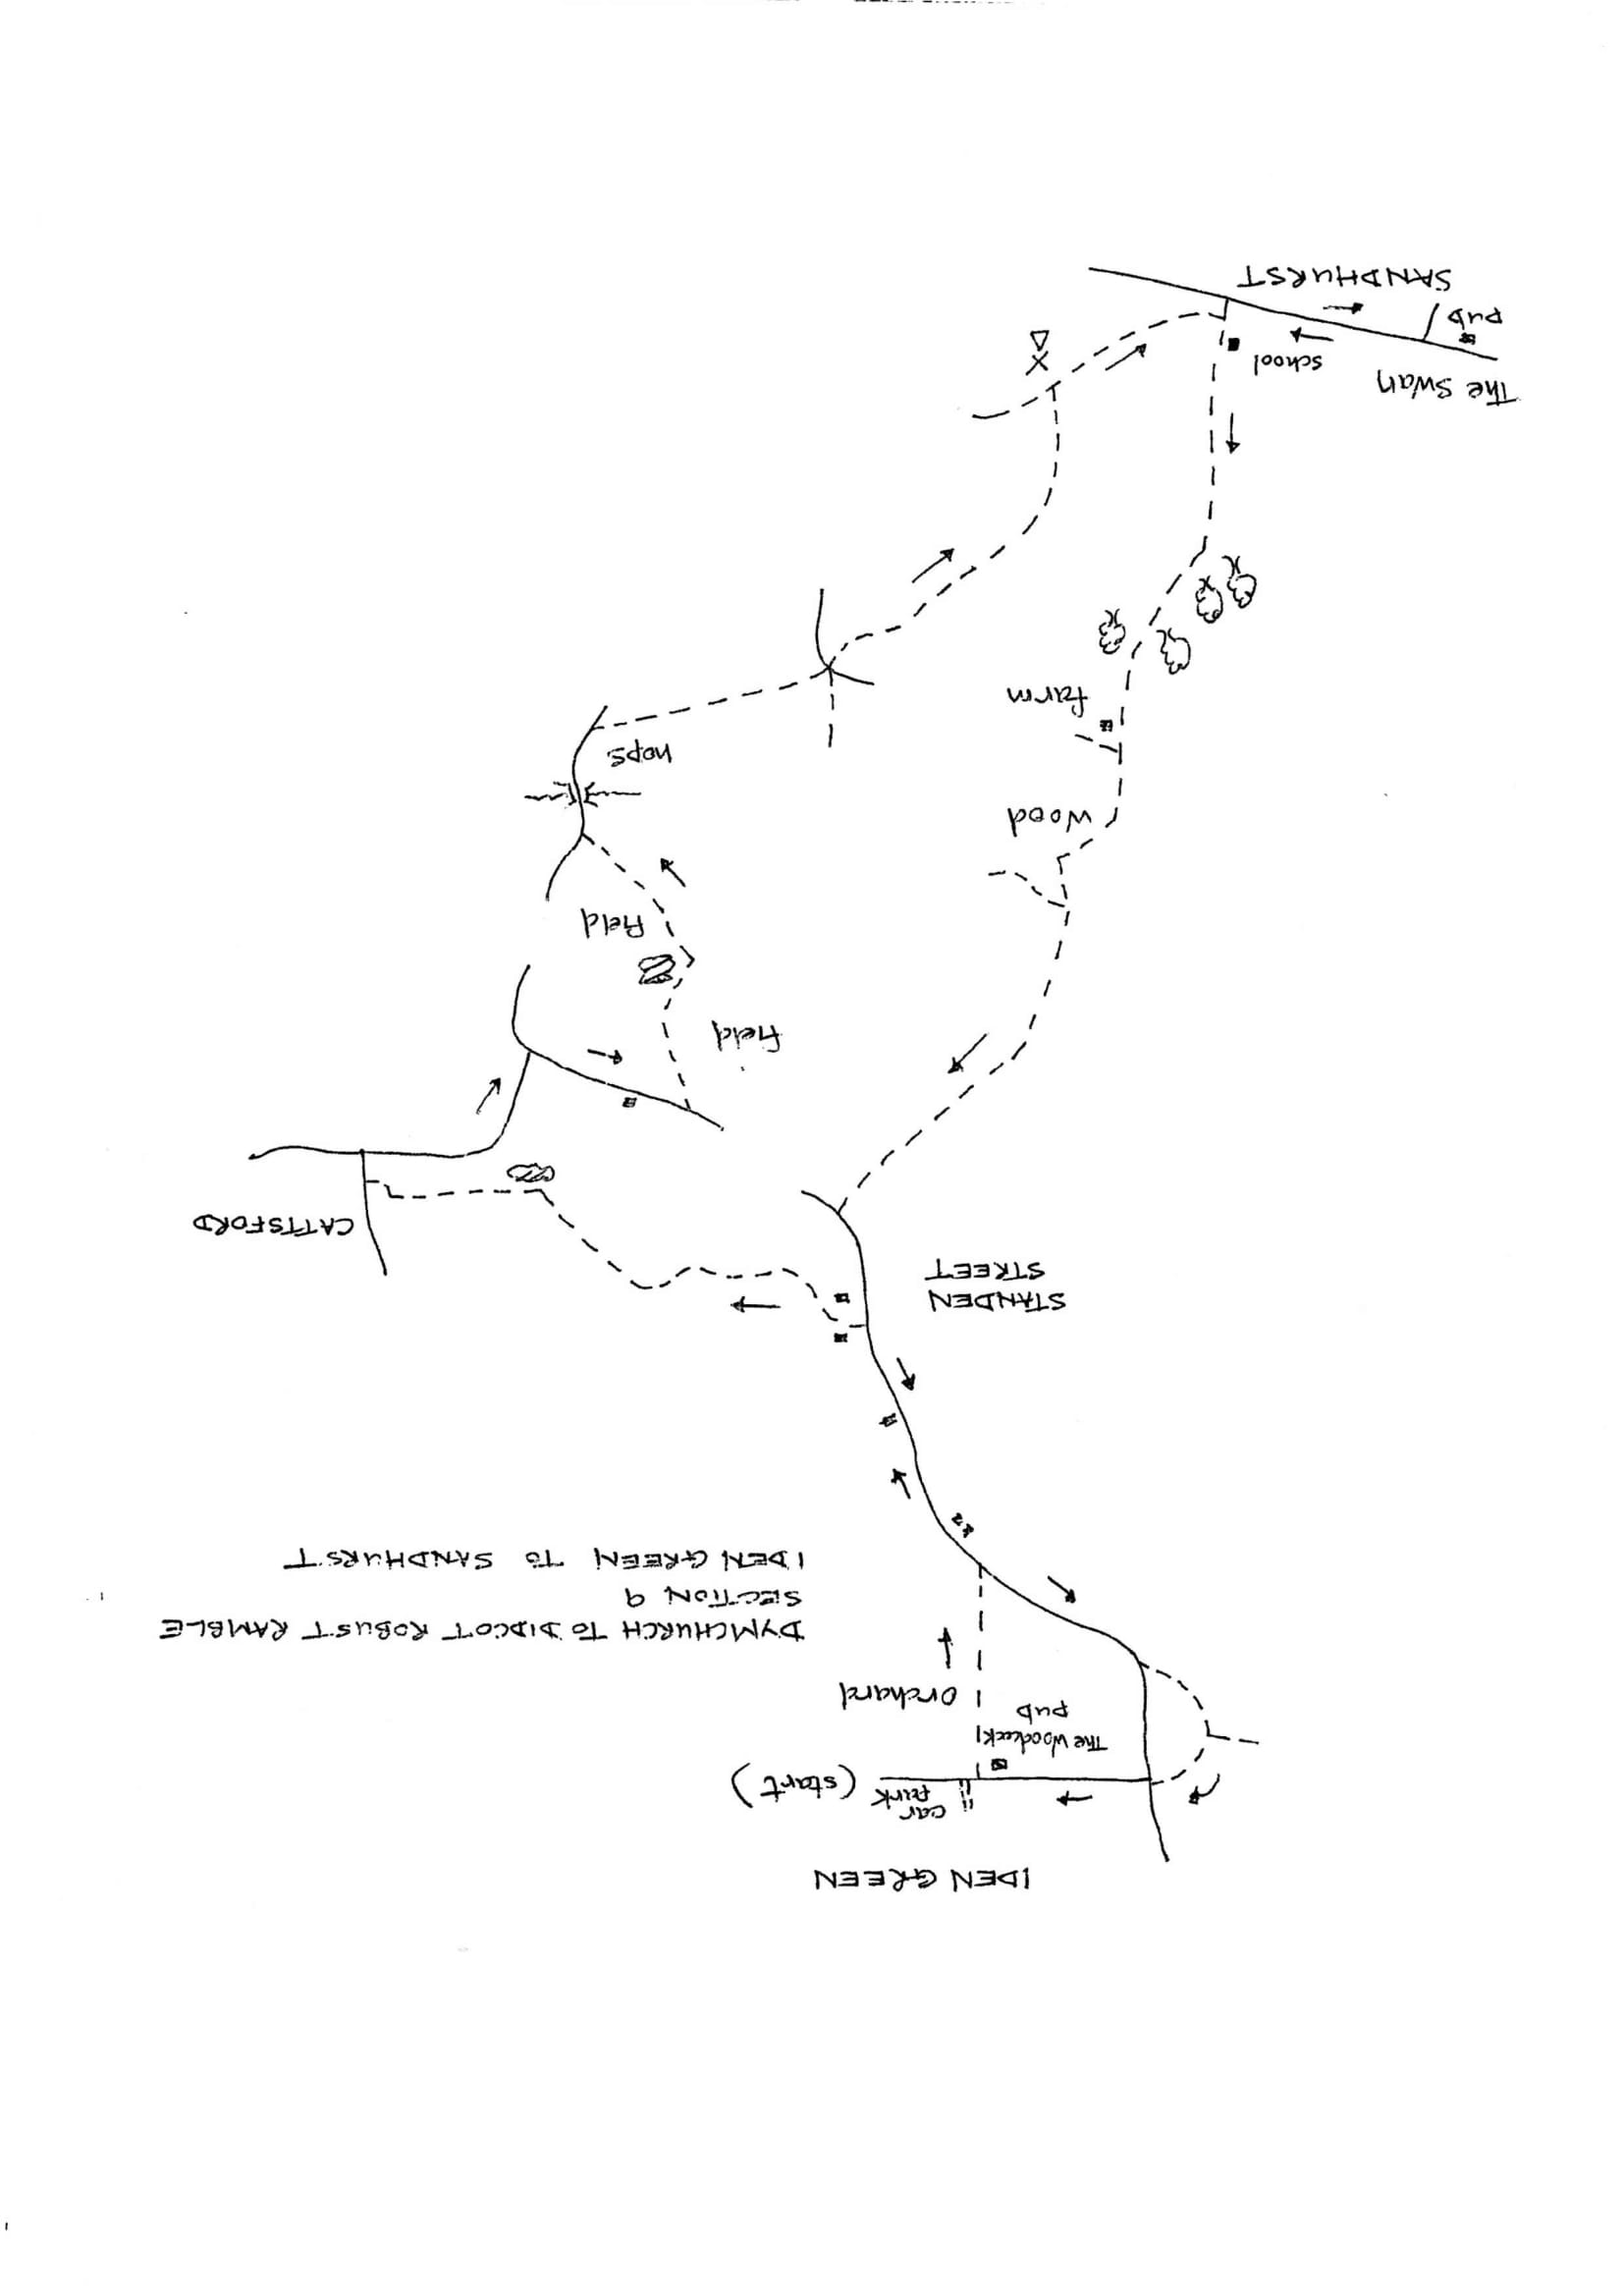 IDEN GREEN
car
park
(start)
The Woodcock
pub
orchard
DYMCHURCH TO DIDCOT ROBUST RAMBLE
SECTION 9
IDEN GREEN TO SANDHURST
STANDEN
STREET
CATTSFORD
field
field
wood
hops
farm
The Swan
school
pub
SANDHURST